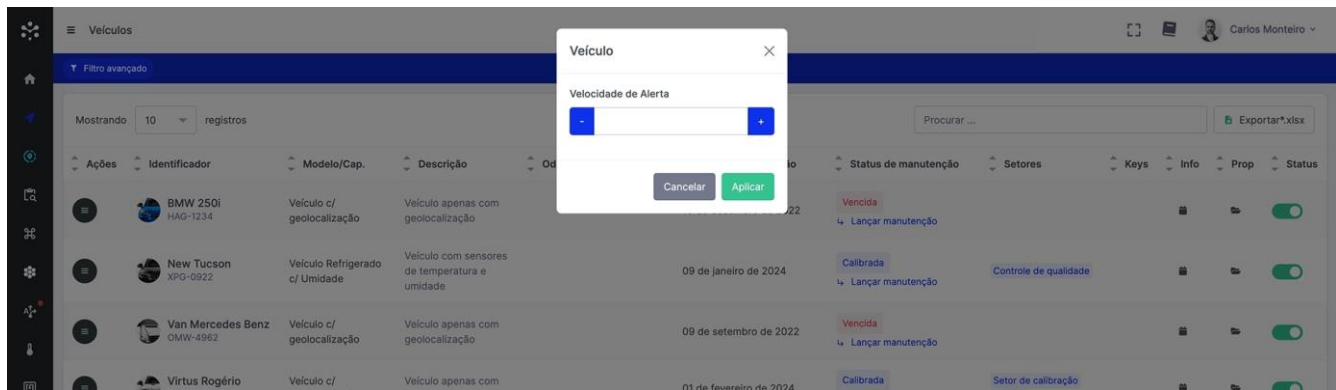 Veículos
Carlos Monteiro
Filtro avançado
Veículo
Velocidade de Alerta
-
+
Cancelar
Aplicar
Mostrando 10 registros
Procurar ...
Exportar*.xlsx
Ações Identificador Modelo/Cap. Descrição Status de manutenção Setores Keys Info Prop Status
BMW 250i
HAG-1234
Veículo c/
geolocalização
Veículo apenas com
geolocalização
Vencida
Lançar manutenção
New Tucson
XPG-0922
Veículo Refrigerado
c/ Umidade
Veículo com sensores
de temperatura e
umidade
09 de janeiro de 2024
Calibrada
Lançar manutenção
Controle de qualidade
Van Mercedes Benz
OMW-4962
Veículo c/
geolocalização
Veículo apenas com
geolocalização
09 de setembro de 2022
Vencida
Lançar manutenção
Virtus Rogério
Veículo c/
Veículo apenas com
01 de fevereiro de 2024
Calibrada
Setor de calibração